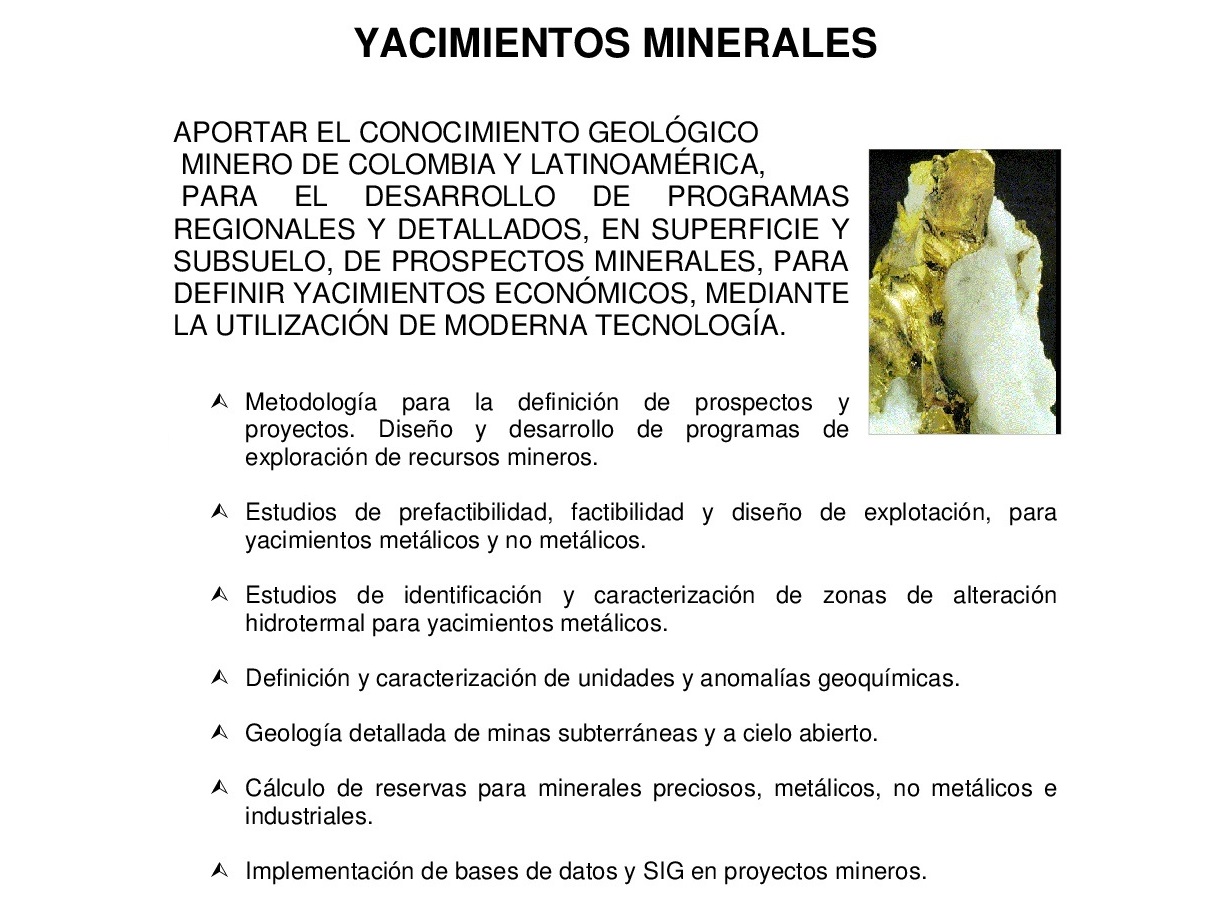 YACIMIENTOS MINERALES
APORTAR EL CONOCIMIENTO GEOLÓGICO
MINERO DE COLOMBIA Y LATINOAMÉRICA,
PARA EL DESARROLLO DE PROGRAMAS
REGIONALES Y DETALLADOS, EN SUPERFICIE Y
SUBSUELO, DE PROSPECTOS MINERALES, PARA
DEFINIR YACIMIENTOS ECONÓMICOS, MEDIANTE
LA UTILIZACIÓN DE MODERNA TECNOLOGÍA.
Metodología para la definición de prospectos y
proyectos. Diseño y desarrollo de programas de
exploración de recursos mineros.
Estudios de prefactibilidad, factibilidad y diseño de explotación, para
yacimientos metálicos y no metálicos.
Estudios de identificación y caracterización de zonas de alteración
hidrotermal para yacimientos metálicos.
Definición y caracterización de unidades y anomalías geoquímicas.
Geología detallada de minas subterráneas y a cielo abierto.
Cálculo de reservas para minerales preciosos, metálicos, no metálicos e
industriales.
Implementación de bases de datos y SIG en proyectos mineros.